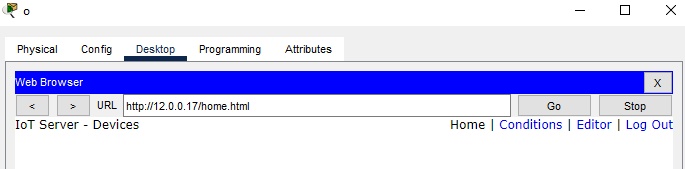 o
Physical Config Desktop Programming Attributes
Web Browser X
< > URL http://12.0.0.17/home.html Go Stop
IoT Server - Devices Home | Conditions | Editor | Log Out